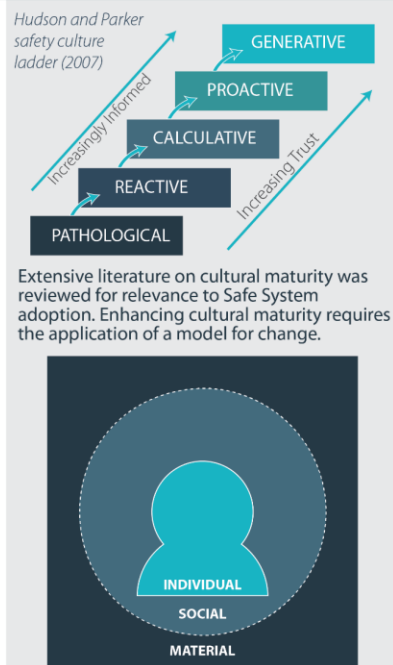 Hudson and Parker
safety culture
ladder (2007)
GENERATIVE
PROACTIVE
CALCULATIVE
REACTIVE
PATHOLOGICAL
Increasingly Informed
Increasing Trust
Extensive literature on cultural maturity was
reviewed for relevance to Safe System
adoption. Enhancing cultural maturity requires
the application of a model for change.
INDIVIDUAL
SOCIAL
MATERIAL